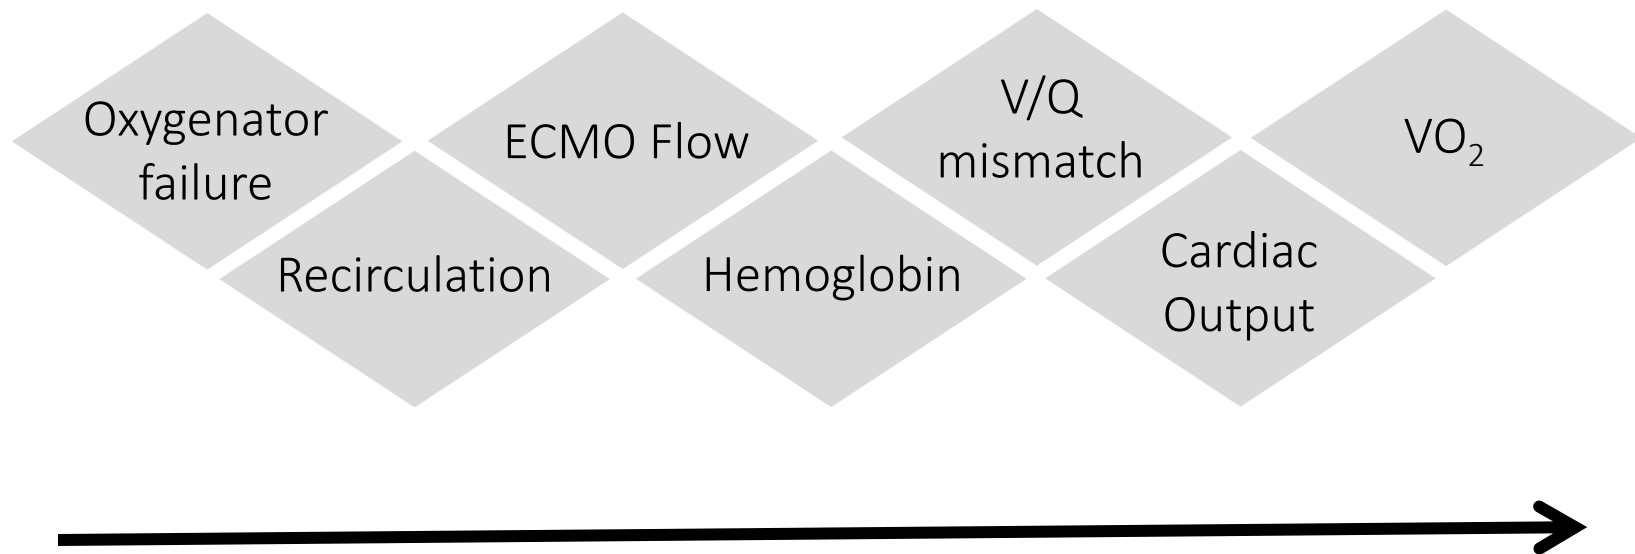 Oxygenator
failure
Recirculation
ECMO Flow
Hemoglobin
V/Q
mismatch
Cardiac
Output
VO₂